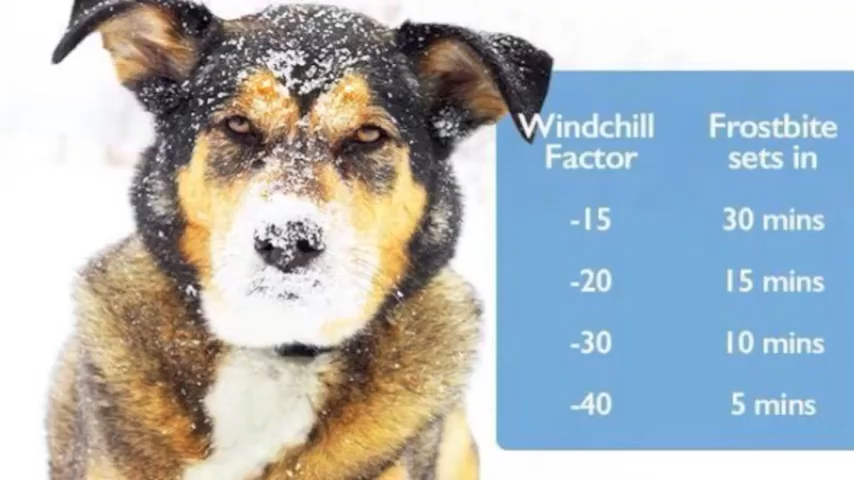 Windchill Factor
Frostbite sets in
-15 30 mins
-20 15 mins
-30 10 mins
-40 5 mins